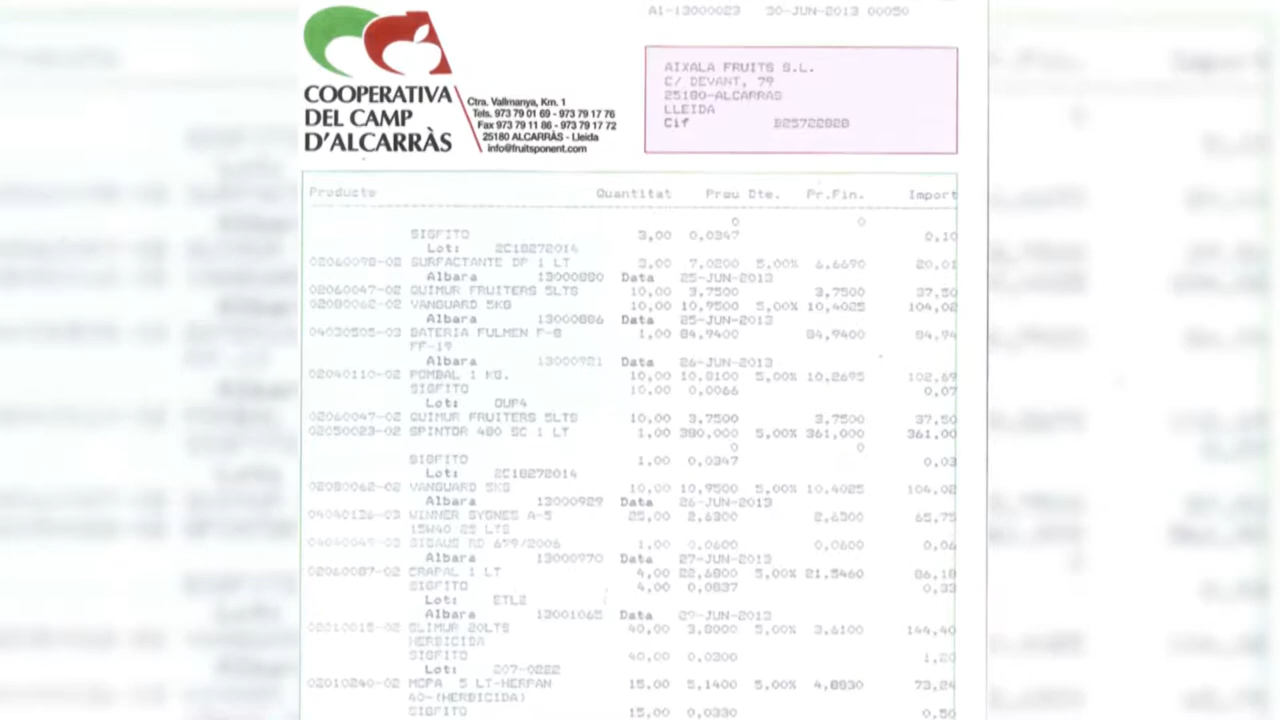 A1-13000023 30-JUN-2013 00050
COOPERATIVA
DEL CAMP
D'ALCARRÀS
Ctra. Vallmanya, Km. 1
Tels. 973 79 01 69 - 973 79 17 76
Fax 973 79 11 86 - 973 79 17 72
25180 ALCARRÀS - Lleida
info@fruitsponent.com
AIXALA FRUITS S.L.
C/ DEVANT, 79
25180-ALCARRAS
LLEIDA
Cif B25722828
Producte Quantitat Preu Dte. Pr.Fin. Import
0 0
SIGFITO 3,00 0,0347 0,10
Lot: 2C18272014
02060098-02 SURFACTANTE DP 1 LT 3,00 7,0200 5,00% 6,6690 20,01
Albara 13000880 Data 25-JUN-2013
02060047-02 QUIMUR FRUITERS 5LTS 10,00 3,7500 3,7500 37,50
02080062-02 VANGUARD 5KG 10,00 10,9500 5,00% 10,4025 104,02
Albara 13000886 Data 25-JUN-2013
04030505-03 BATERIA FULMEN F-8 1,00 84,9400 84,9400 84,94
FF-19
Albara 13000921 Data 26-JUN-2013
02040110-02 POMBAL 1 KG. 10,00 10,8100 5,00% 10,2695 102,69
SIGFITO 10,00 0,0066 0,07
Lot: OUP4
02060047-02 QUIMUR FRUITERS 5LTS 10,00 3,7500 3,7500 37,50
02050023-02 SPINTOR 480 SC 1 LT 1,00 380,000 5,00% 361,000 361,00
0 0
SIGFITO 1,00 0,0347 0,03
Lot: 2C18272014
02080062-02 VANGUARD 5KG 10,00 10,9500 5,00% 10,4025 104,02
Albara 13000929 Data 26-JUN-2013
04040126-03 WINNER SYGNES A-5 25,00 2,6300 2,6300 65,75
15W40 25 LTS
04040049-03 SIGAUS RD 679/2006 1,00 0,0600 0,0600 0,06
Albara 13000970 Data 27-JUN-2013
02060087-02 CRAPAL 1 LT 4,00 22,6800 5,00% 21,5460 86,18
SIGFITO 4,00 0,0837 0,33
Lot: ETLZ
Albara 13001065 Data 29-JUN-2013
02010015-02 GLIMUR 20LTS 40,00 3,8000 5,00% 3,6100 144,40
HERBICIDA
SIGFITO 40,00 0,0300 1,20
Lot: 207-0222
02010240-02 MCPA 5 LT-HERPAN 15,00 5,1400 5,00% 4,8830 73,24
40-(HERBICIDA)
SIGFITO 15,00 0,0330 0,50